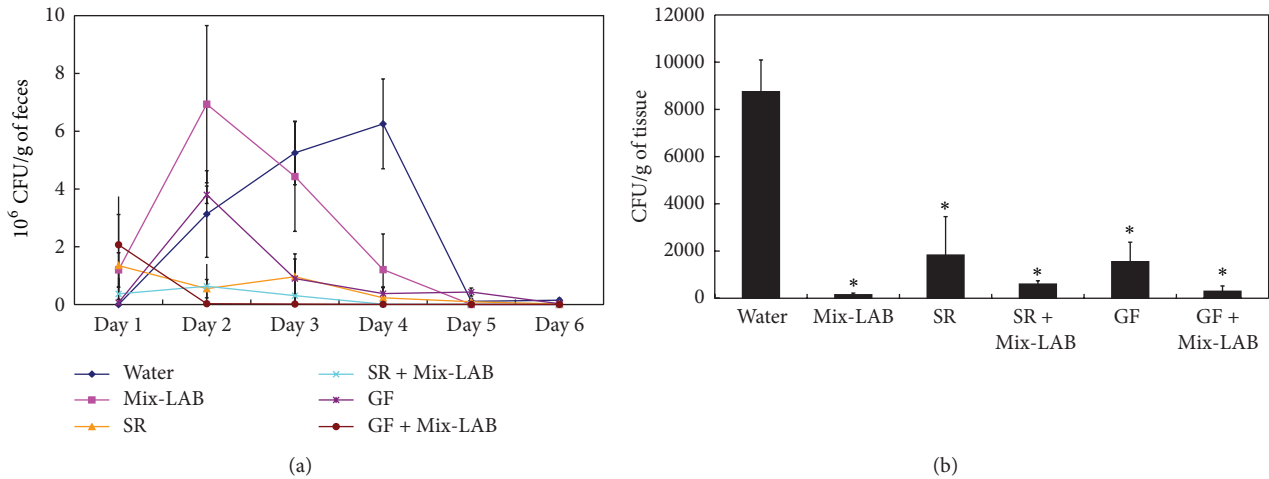 10
8
6
4
2
0
10⁶ CFU/g of feces
Day 1 Day 2 Day 3 Day 4 Day 5 Day 6
Water
Mix-LAB
SR
SR + Mix-LAB
GF
GF + Mix-LAB
(a)
12000
10000
8000
6000
4000
2000
0
CFU/g of tissue
*
*
*
*
*
Water Mix-LAB SR SR + Mix-LAB GF GF + Mix-LAB
(b)